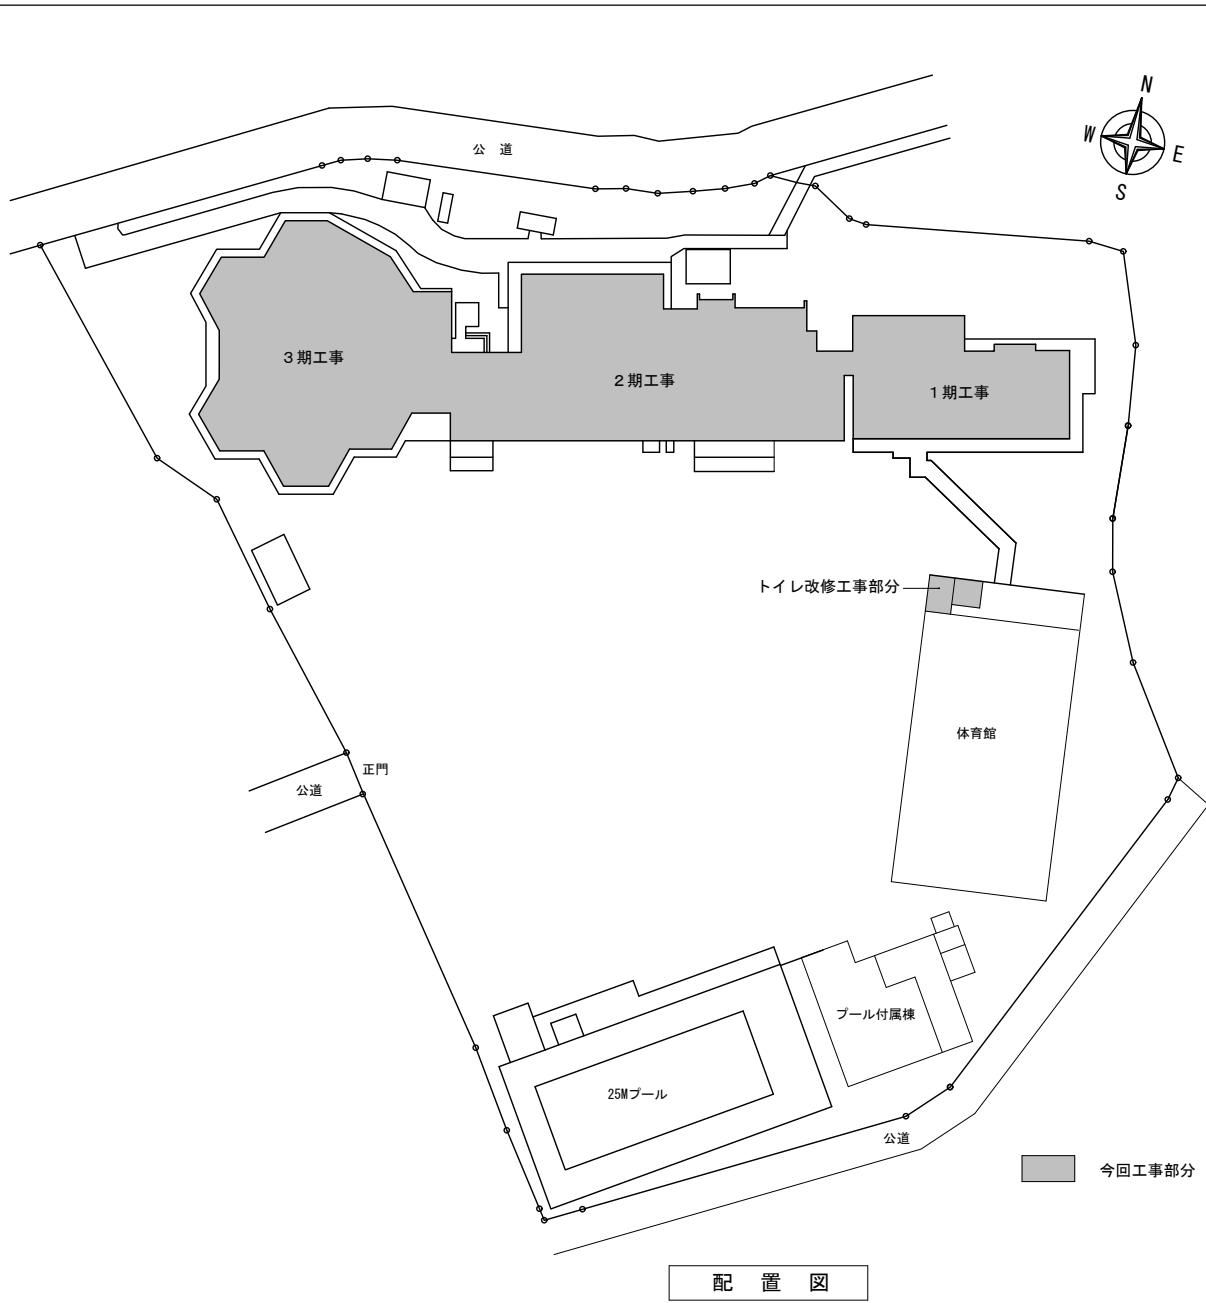 N
W
E
S
公 道
3期工事
2期工事
1期工事
トイレ改修工事部分
体育館
正門
公道
プール付属棟
25Mプール
公道
今回工事部分
配 置 図